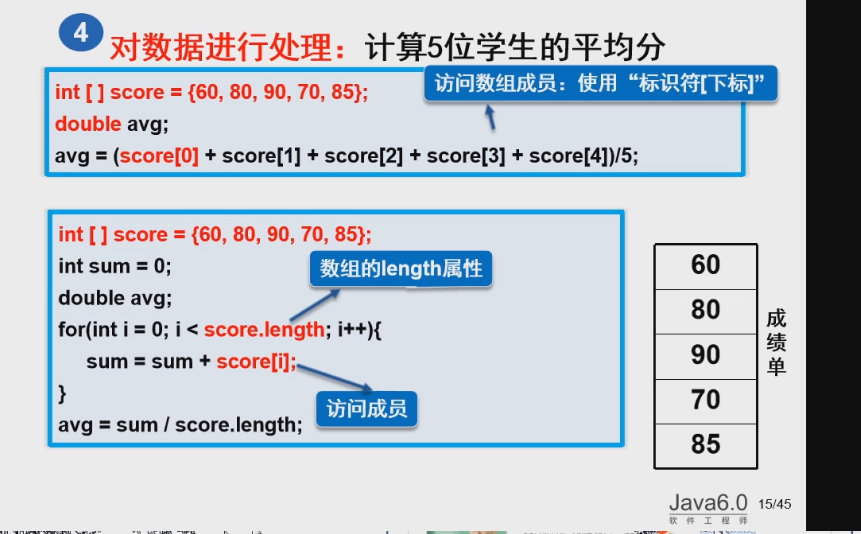 4
对数据进行处理：计算5位学生的平均分
int [ ] score = {60, 80, 90, 70, 85};
访问数组成员：使用“标识符[下标]”
double avg;
avg = (score[0] + score[1] + score[2] + score[3] + score[4])/5;
int [ ] score = {60, 80, 90, 70, 85};
int sum = 0;
数组的length属性
double avg;
for(int i = 0; i < score.length; i++){
sum = sum + score[i];
}
访问成员
avg = sum / score.length;
60
80
90
70
85
成绩单
Java6.0
软件工程师
15/45